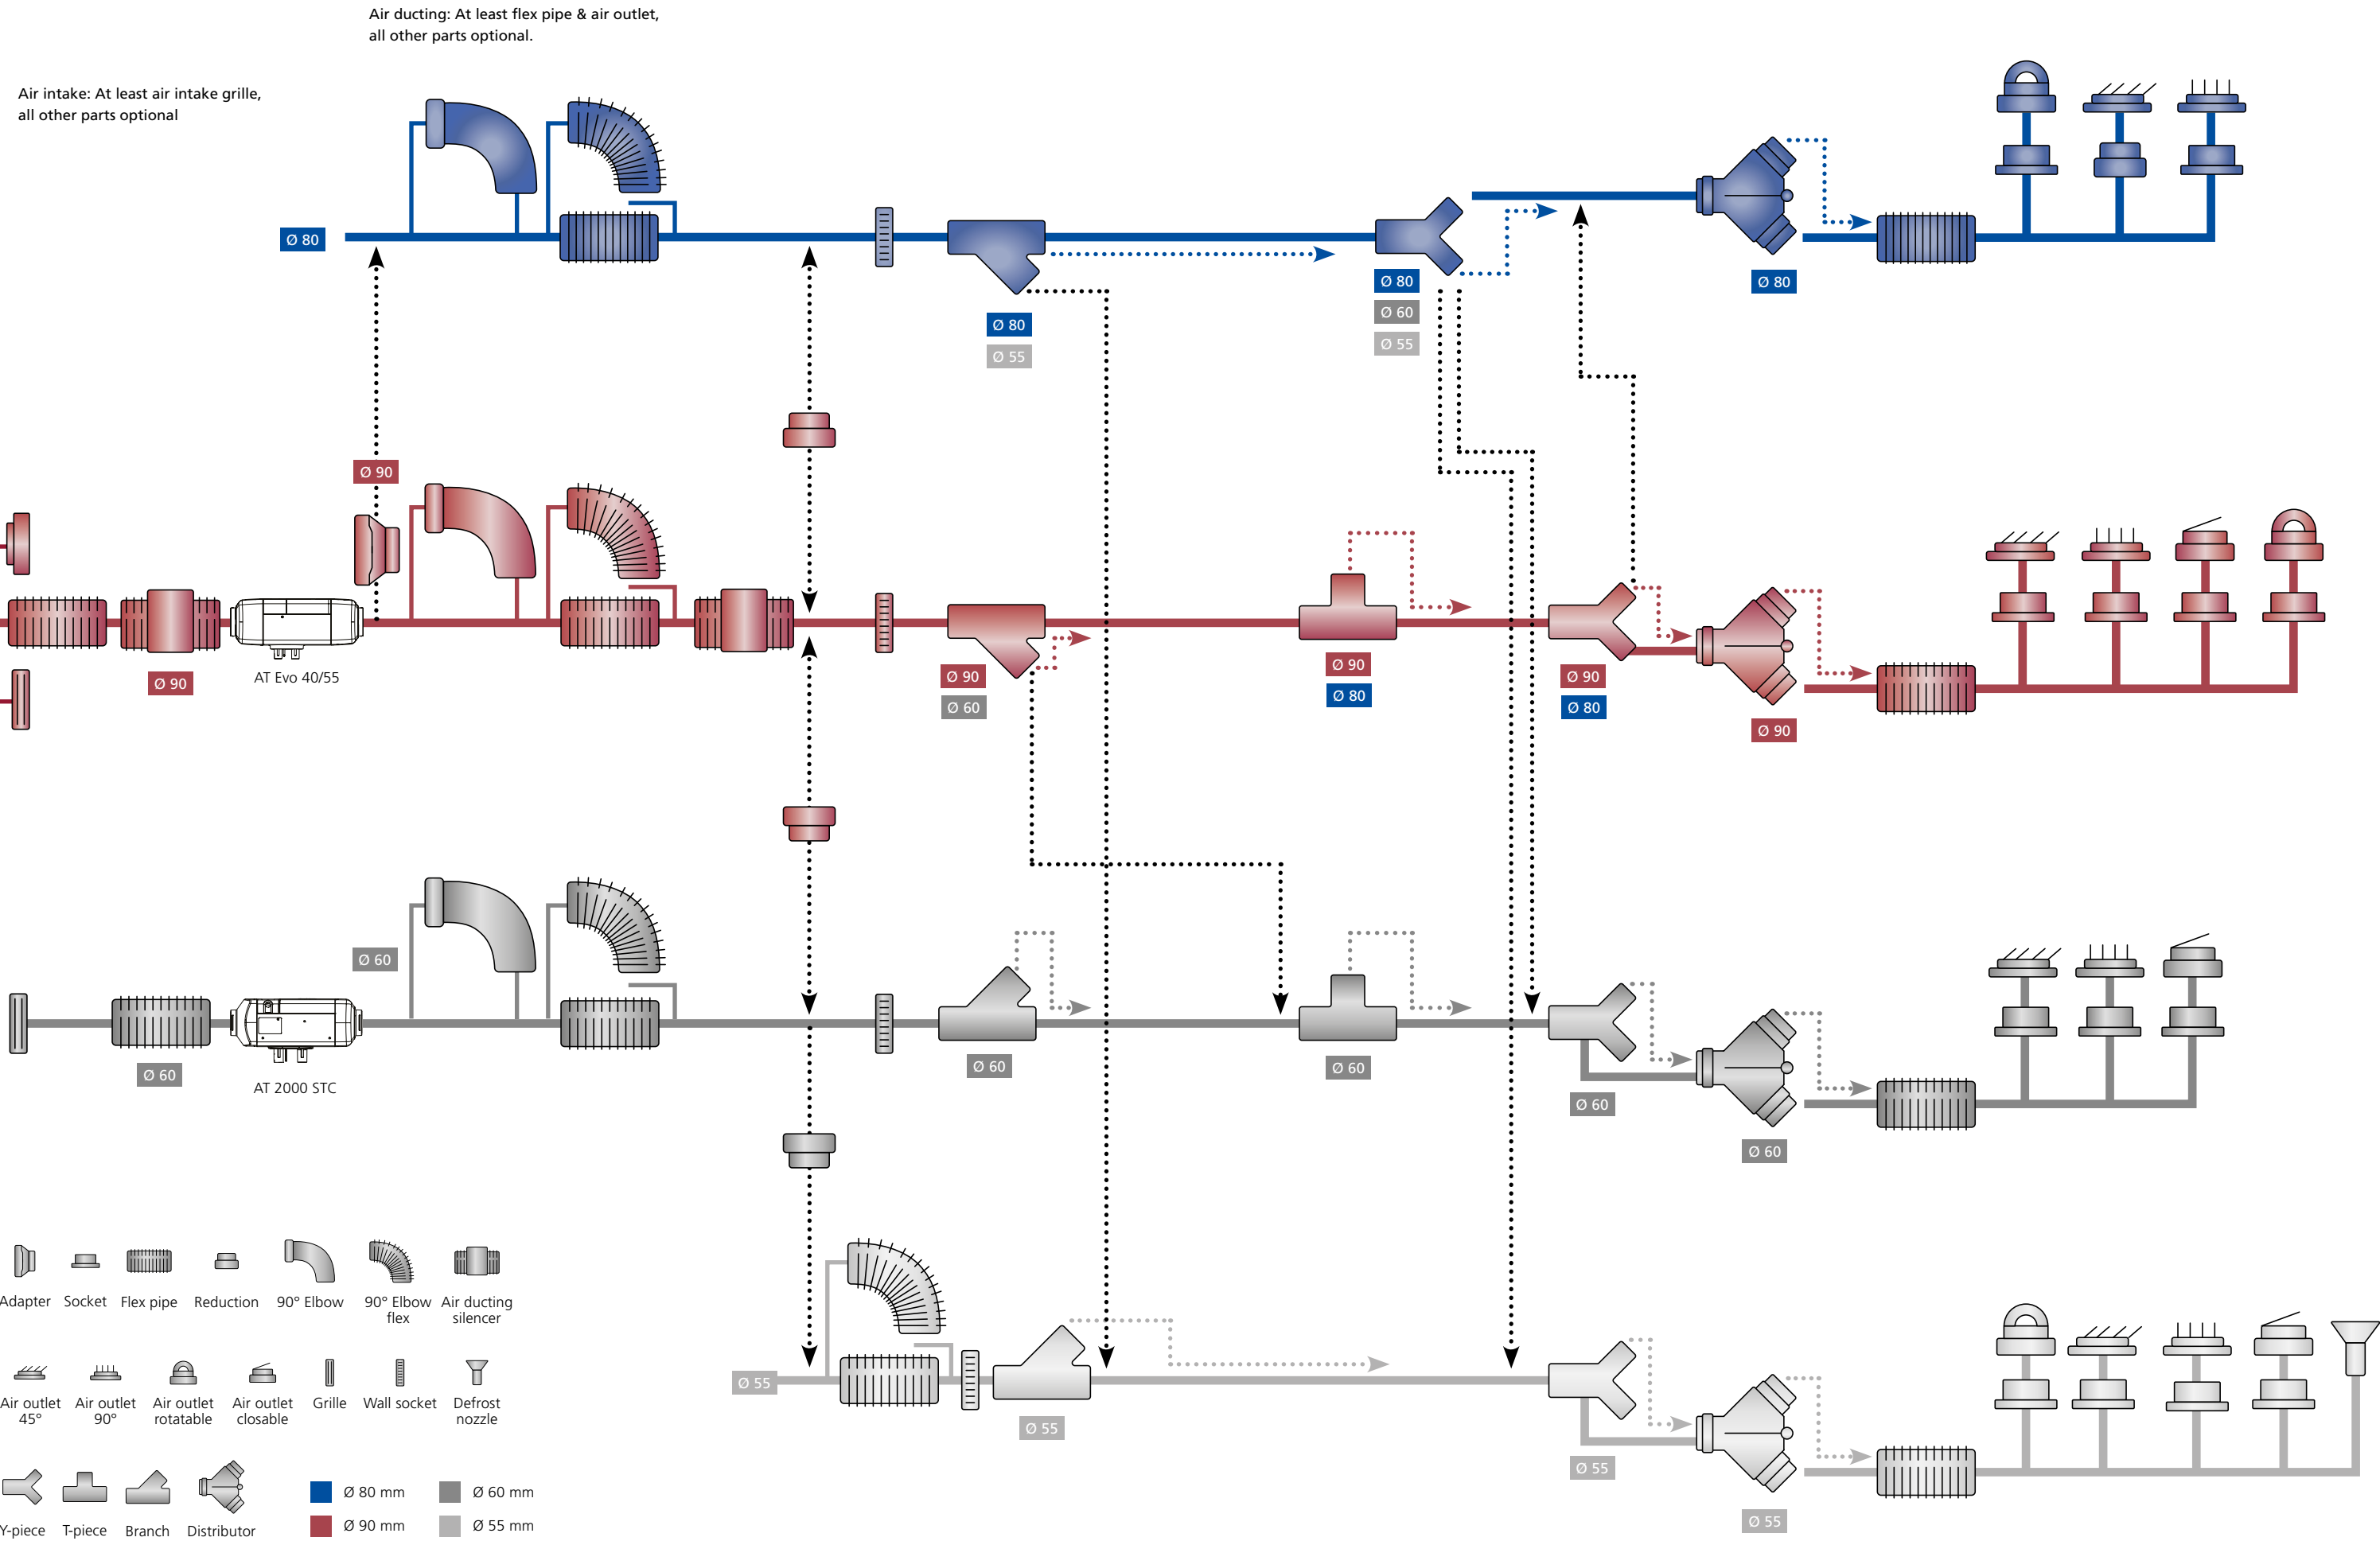 Air ducting: At least flex pipe & air outlet,
all other parts optional.
Air intake: At least air intake grille,
all other parts optional
Ø 80
Ø 80
Ø 55
Ø 80
Ø 60
Ø 55
Ø 80
Ø 90
Ø 90
AT Evo 40/55
Ø 90
Ø 60
Ø 90
Ø 80
Ø 90
Ø 80
Ø 90
Ø 60
Ø 60
AT 2000 STC
Ø 60
Ø 60
Ø 60
Ø 60
Ø 55
Ø 55
Ø 55
Ø 55
Adapter
Socket
Flex pipe
Reduction
90° Elbow
90° Elbow
flex
Air ducting
silencer
Air outlet
45°
Air outlet
90°
Air outlet
rotatable
Air outlet
closable
Grille
Wall socket
Defrost
nozzle
Y-piece
T-piece
Branch
Distributor
Ø 80 mm
Ø 60 mm
Ø 90 mm
Ø 55 mm